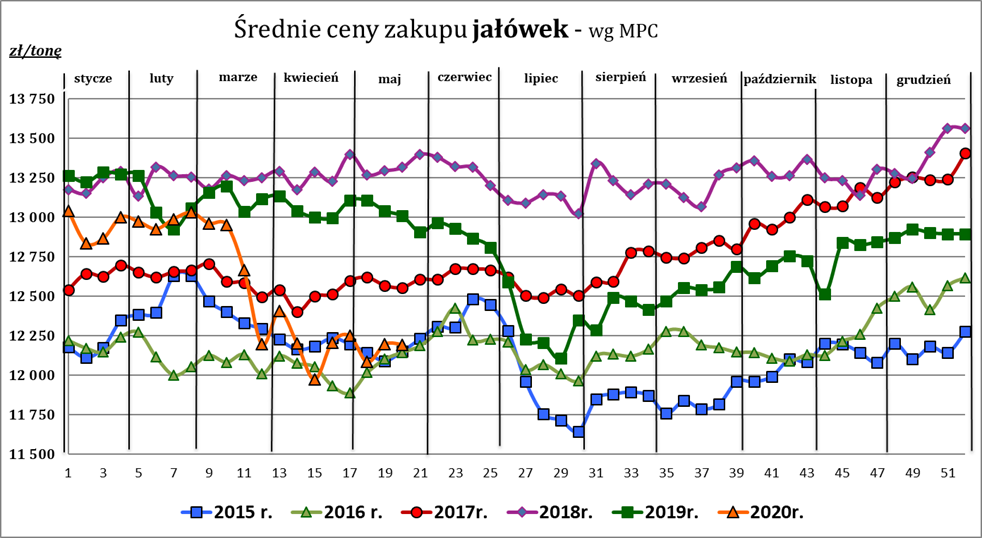 Średnie ceny zakupu jałówek - wg MPC
zł/tonę
stycze luty marze kwiecień maj czerwiec lipiec sierpień wrzesień październik listopa grudzień
13 750
13 500
13 250
13 000
12 750
12 500
12 250
12 000
11 750
11 500
1 3 5 7 9 11 13 15 17 19 21 23 25 27 29 31 33 35 37 39 41 43 45 47 49 51
2015 r. 2016 r. 2017r. 2018r. 2019r. 2020r.